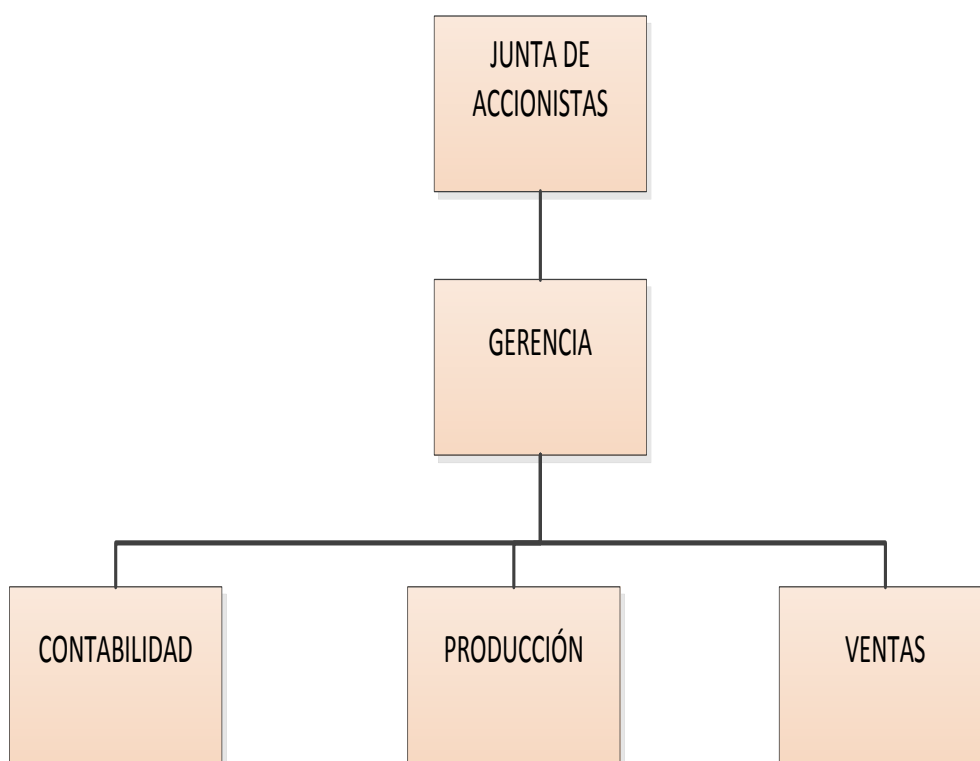 JUNTA DE
ACCIONISTAS
GERENCIA
CONTABILIDAD
PRODUCCIÓN
VENTAS